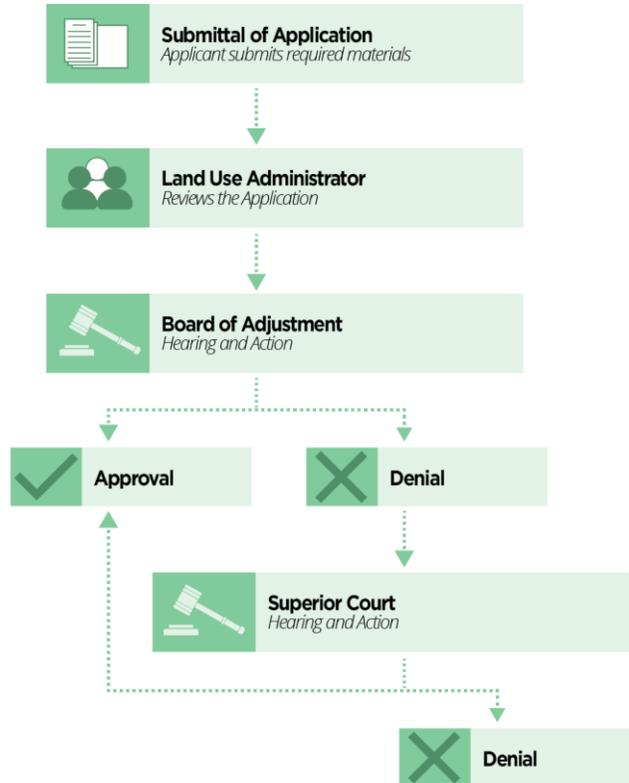 Submittal of Application
Applicant submits required materials
Land Use Administrator
Reviews the Application
Board of Adjustment
Hearing and Action
Approval
Denial
Superior Court
Hearing and Action
Denial